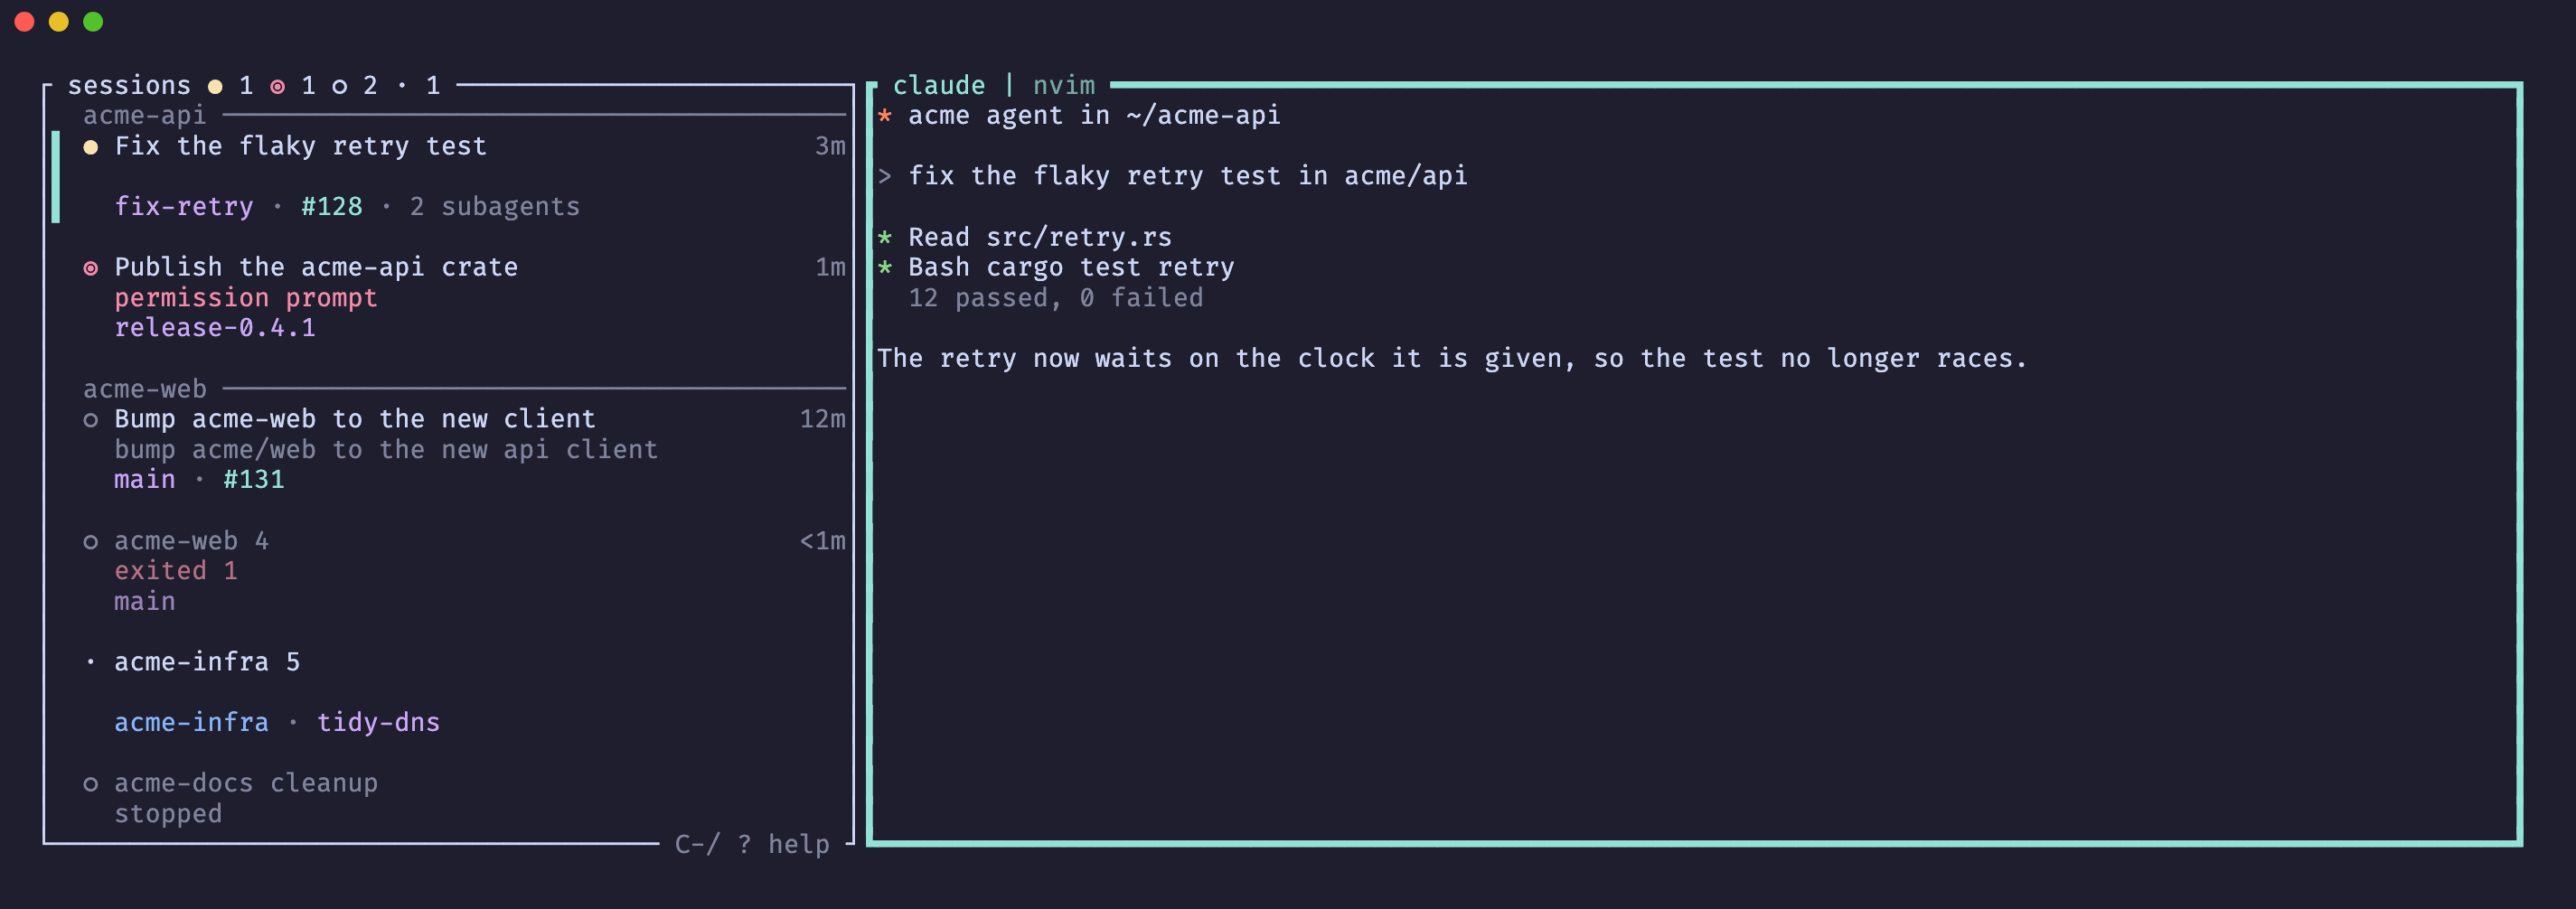 sessions ● 1 ◉ 1 ○ 2 · 1
acme-api
● Fix the flaky retry test 3m
fix-retry · #128 · 2 subagents
◉ Publish the acme-api crate 1m
permission prompt
release-0.4.1
acme-web
○ Bump acme-web to the new client 12m
bump acme/web to the new api client
main · #131
○ acme-web 4 <1m
exited 1
main
· acme-infra 5
acme-infra · tidy-dns
○ acme-docs cleanup
stopped
C-/ ? help
claude | nvim
* acme agent in ~/acme-api
> fix the flaky retry test in acme/api
* Read src/retry.rs
* Bash cargo test retry
12 passed, 0 failed
The retry now waits on the clock it is given, so the test no longer races.